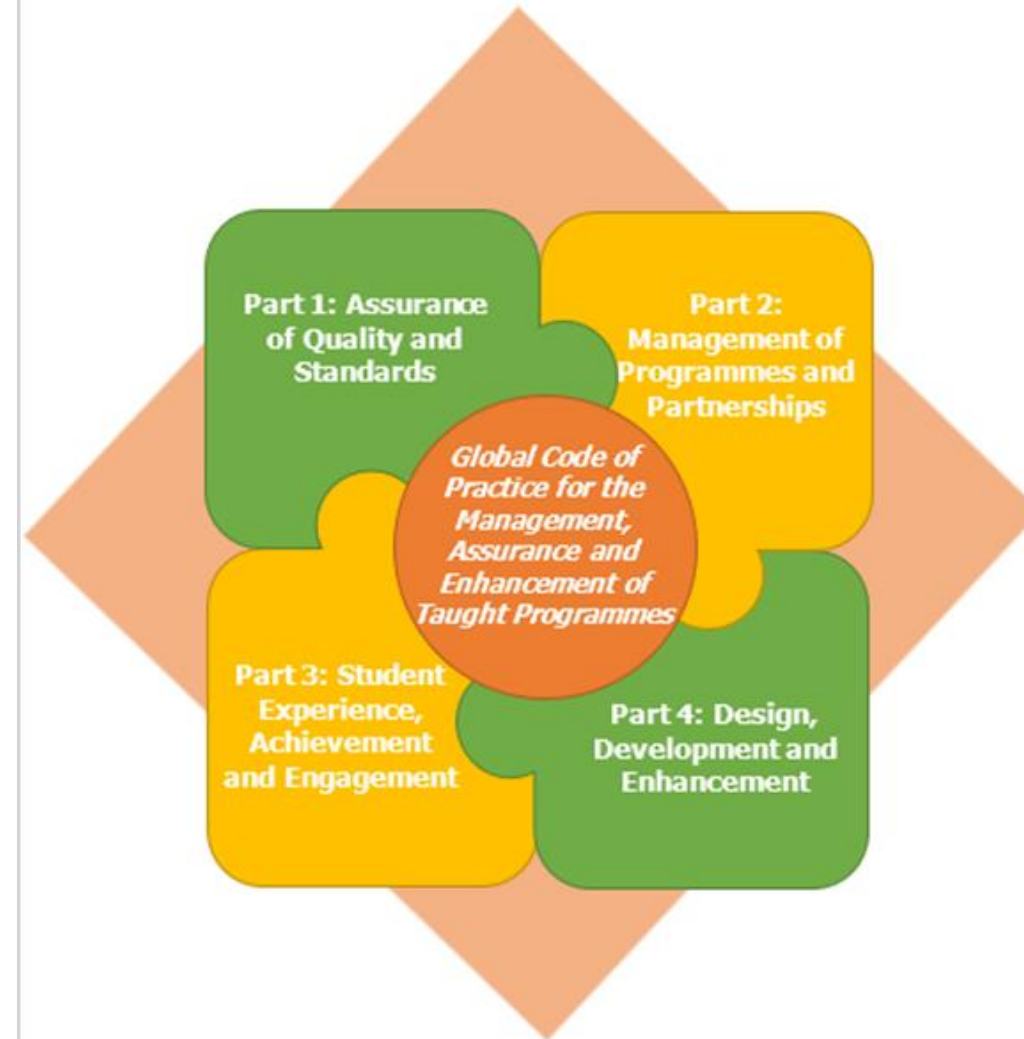 Part 1: Assurance
of Quality and
Standards
Part 2:
Management of
Programmes and
Partnerships
Global Code of
Practice for the
Management,
Assurance and
Enhancement of
Taught Programmes
Part 3: Student
Experience,
Achievement
and Engagement
Part 4: Design,
Development and
Enhancement